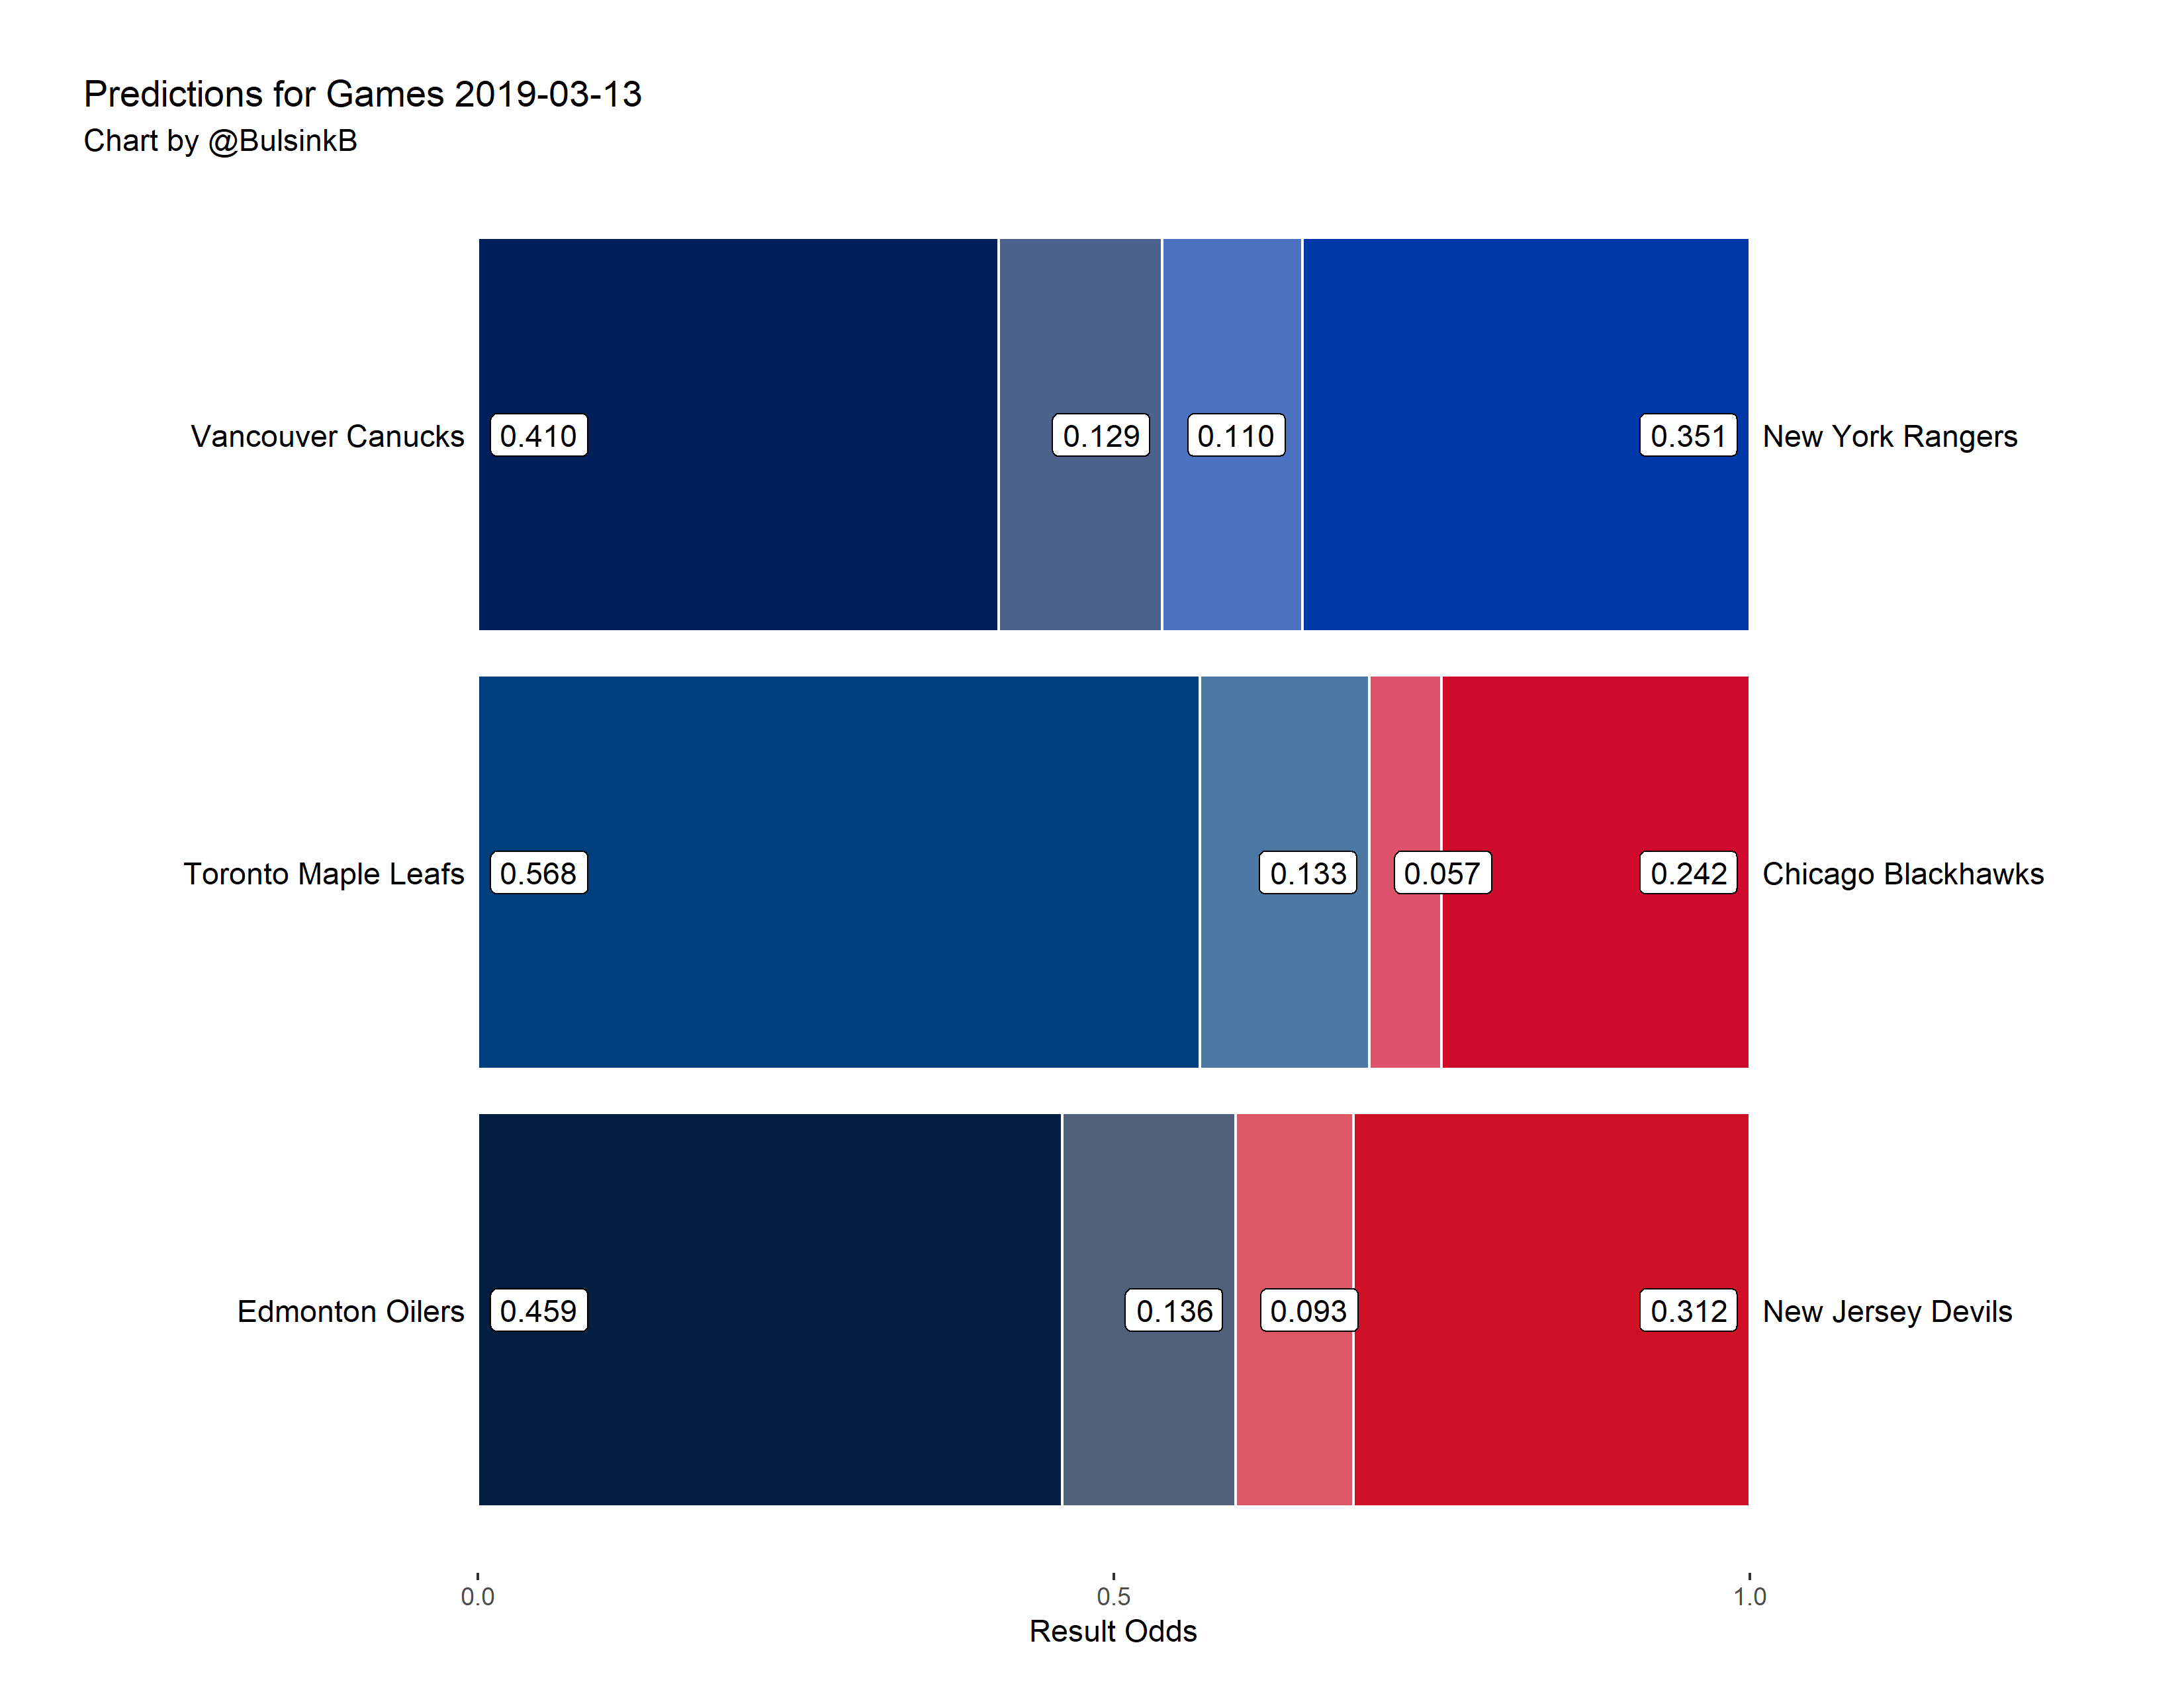 Predictions for Games 2019-03-13
Chart by @BulsinkB
Vancouver Canucks 0.410 0.129 0.110 0.351 New York Rangers
Toronto Maple Leafs 0.568 0.133 0.057 0.242 Chicago Blackhawks
Edmonton Oilers 0.459 0.136 0.093 0.312 New Jersey Devils
0.0 0.5 1.0
Result Odds